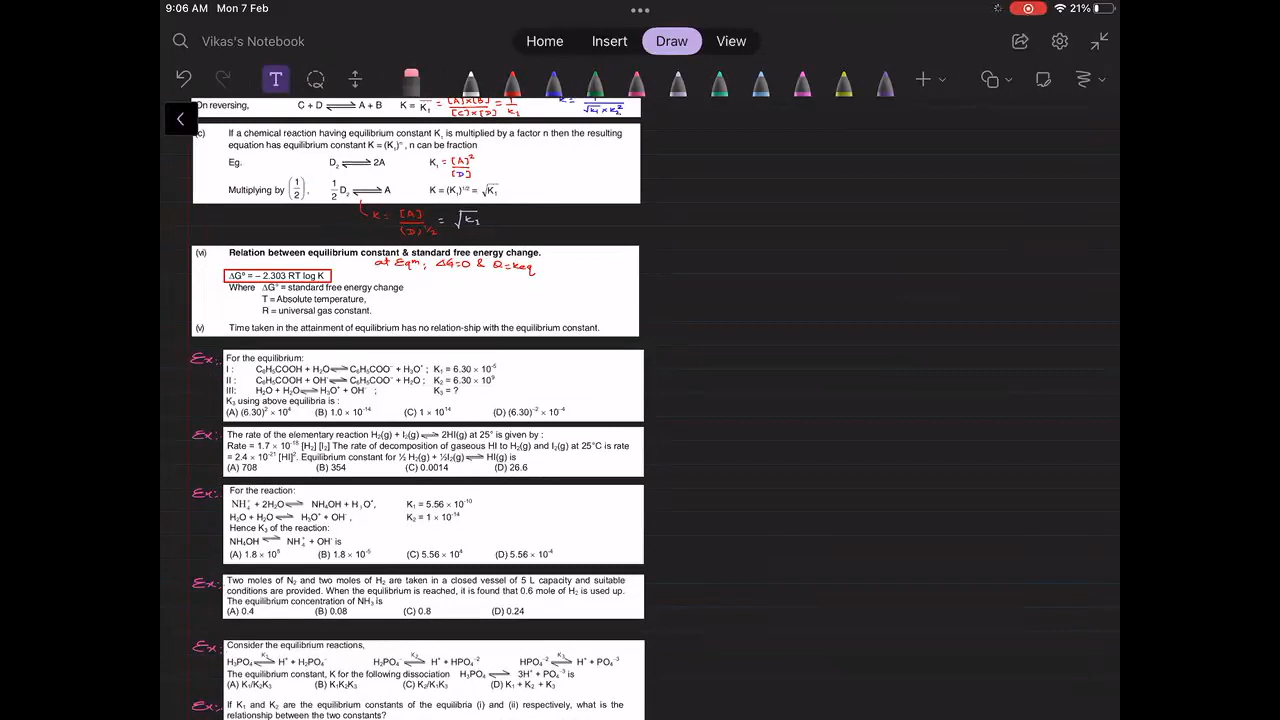 9:06 AM Mon 7 Feb
21%
Vikas's Notebook
Home Insert Draw View
On reversing, C + D ⇌ A + B K = 1/K₁ = [A]×[B]/[C]×[D] = 1/K₁ K = 1/√K₁ × K₂²
(c) If a chemical reaction having equilibrium constant K₁ is multiplied by a factor n then the resulting
equation has equilibrium constant K = (K₁)ⁿ, n can be fraction
Eg. D₂ ⇌ 2A K₁ = [A]²/[D]
Multiplying by (1/2), 1/2 D₂ ⇌ A K = (K₁)^1/2 = √K₁
K = [A]/(D)^1/2 = √K₁
(vi) Relation between equilibrium constant & standard free energy change.
at Eqm, ΔG=0 & Q=Keq
ΔG° = – 2.303 RT log K
Where ΔG° = standard free energy change
T = Absolute temperature,
R = universal gas constant.
(v) Time taken in the attainment of equilibrium has no relation-ship with the equilibrium constant.
Ex:. For the equilibrium:
I : C₆H₅COOH + H₂O ⇌ C₆H₅COO⁻ + H₃O⁺ ; K₁ = 6.30 × 10⁻⁵
II : C₆H₅COOH + OH⁻ ⇌ C₆H₅COO⁻ + H₂O ; K₂ = 6.30 × 10⁹
III: H₂O + H₂O ⇌ H₃O⁺ + OH⁻ ; K₃ = ?
K₃ using above equilibria is :
(A) (6.30)² × 10⁴ (B) 1.0 × 10⁻¹⁴ (C) 1 × 10¹⁴ (D) (6.30)⁻² × 10⁻⁴
Ex:. The rate of the elementary reaction H₂(g) + I₂(g) ⇌ 2HI(g) at 25° is given by :
Rate = 1.7 × 10⁻¹⁸ [H₂] [I₂] The rate of decomposition of gaseous HI to H₂(g) and I₂(g) at 25°C is rate
= 2.4 × 10⁻²¹ [HI]². Equilibrium constant for ½ H₂(g) + ½I₂(g) ⇌ HI(g) is
(A) 708 (B) 354 (C) 0.0014 (D) 26.6
Ex:. For the reaction:
NH₄⁺ + 2H₂O ⇌ NH₄OH + H₃O⁺, K₁ = 5.56 × 10⁻¹⁰
H₂O + H₂O ⇌ H₃O⁺ + OH⁻, K₂ = 1 × 10⁻¹⁴
Hence K₃ of the reaction:
NH₄OH ⇌ NH₄⁺ + OH⁻ is
(A) 1.8 × 10⁵ (B) 1.8 × 10⁻⁵ (C) 5.56 × 10⁴ (D) 5.56 × 10⁻⁴
Ex:. Two moles of N₂ and two moles of H₂ are taken in a closed vessel of 5 L capacity and suitable
conditions are provided. When the equilibrium is reached, it is found that 0.6 mole of H₂ is used up.
The equilibrium concentration of NH₃ is
(A) 0.4 (B) 0.08 (C) 0.8 (D) 0.24
Ex:. Consider the equilibrium reactions,
H₃PO₄ ⇌(K₁) H⁺ + H₂PO₄⁻ H₂PO₄⁻ ⇌(K₂) H⁺ + HPO₄⁻² HPO₄⁻² ⇌(K₃) H⁺ + PO₄⁻³
The equilibrium constant, K for the following dissociation H₃PO₄ ⇌ 3H⁺ + PO₄⁻³ is
(A) K₁/K₂K₃ (B) K₁K₂K₃ (C) K₂/K₁K₃ (D) K₁ + K₂ + K₃
Ex:. If K₁ and K₂ are the equilibrium constants of the equilibria (i) and (ii) respectively, what is the
relationship between the two constants?